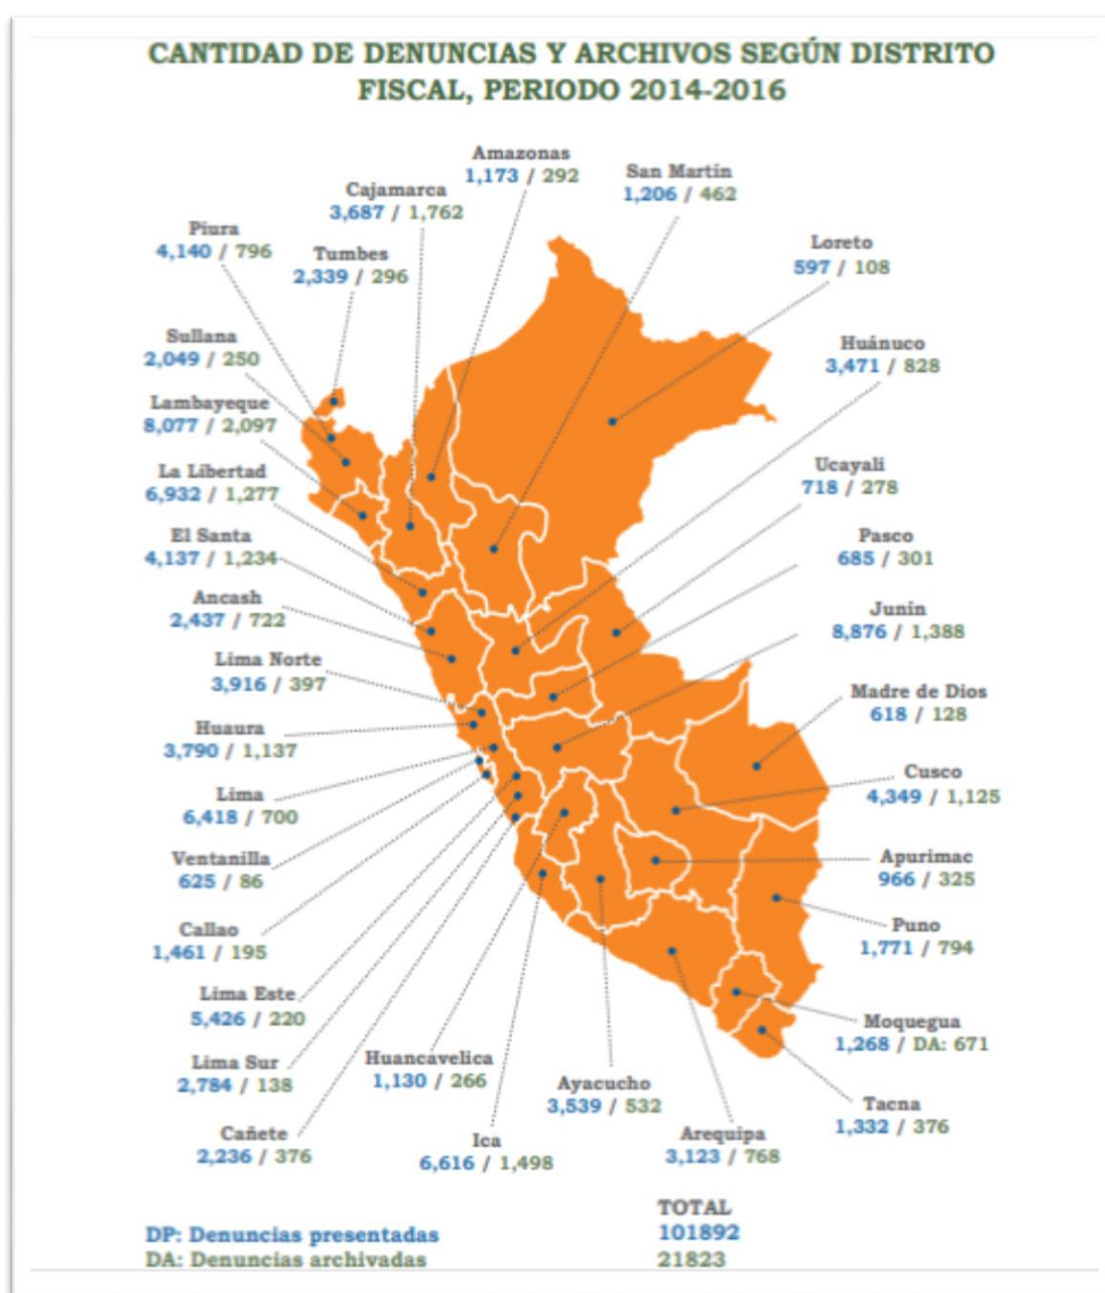 CANTIDAD DE DENUNCIAS Y ARCHIVOS SEGÚN DISTRITO
FISCAL, PERIODO 2014-2016
Amazonas
1,173 / 292
San Martín
1,206 / 462
Cajamarca
3,687 / 1,762
Piura
4,140 / 796
Tumbes
2,339 / 296
Loreto
597 / 108
Sullana
2,049 / 250
Huánuco
3,471 / 828
Lambayeque
8,077 / 2,097
La Libertad
6,932 / 1,277
Ucayali
718 / 278
El Santa
4,137 / 1,234
Pasco
685 / 301
Ancash
2,437 / 722
Junín
8,876 / 1,388
Lima Norte
3,916 / 397
Madre de Dios
618 / 128
Huaura
3,790 / 1,137
Cusco
4,349 / 1,125
Lima
6,418 / 700
Ventanilla
625 / 86
Apurimac
966 / 325
Callao
1,461 / 195
Puno
1,771 / 794
Lima Este
5,426 / 220
Moquegua
1,268 / DA: 671
Lima Sur
2,784 / 138
Huancavelica
1,130 / 266
Ayacucho
3,539 / 532
Tacna
1,332 / 376
Cañete
2,236 / 376
Ica
6,616 / 1,498
Arequipa
3,123 / 768
TOTAL
DP: Denuncias presentadas 101892
DA: Denuncias archivadas 21823